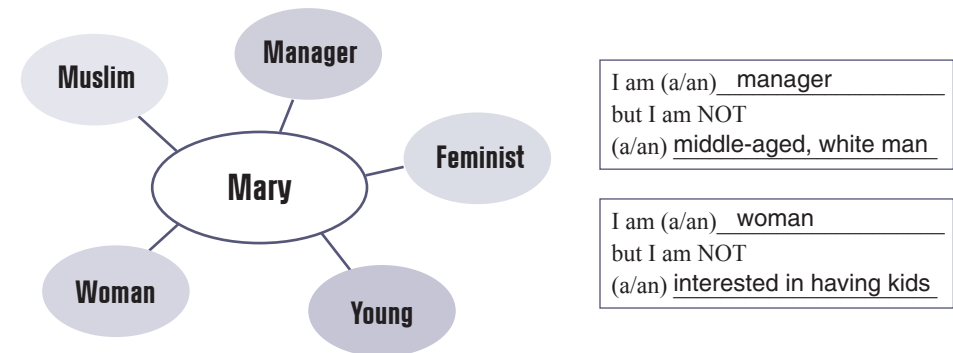 Manager
Muslim
Feminist
Mary
Woman
Young
I am (a/an) manager
but I am NOT
(a/an) middle-aged, white man
I am (a/an) woman
but I am NOT
(a/an) interested in having kids